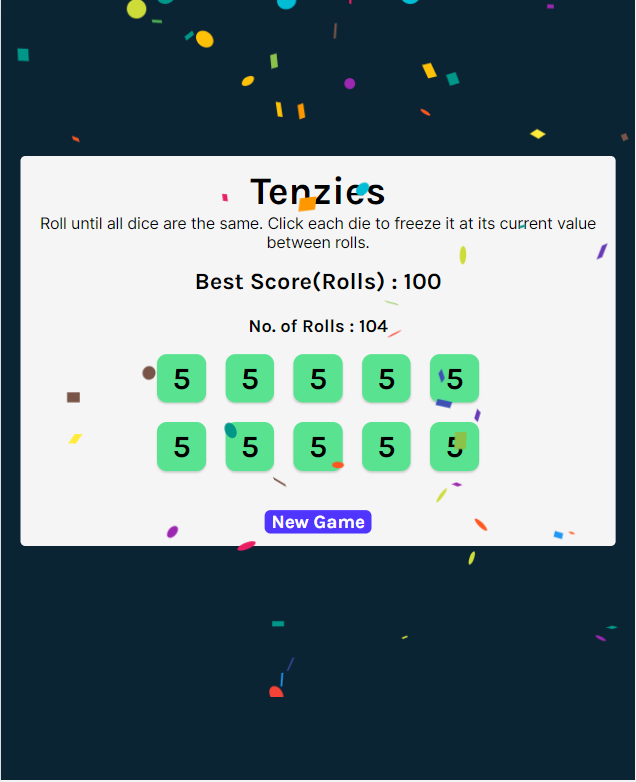 Tenzies
Roll until all dice are the same. Click each die to freeze it at its current value
between rolls.
Best Score(Rolls) : 100
No. of Rolls : 104
5 5 5 5 5
5 5 5 5 5
New Game